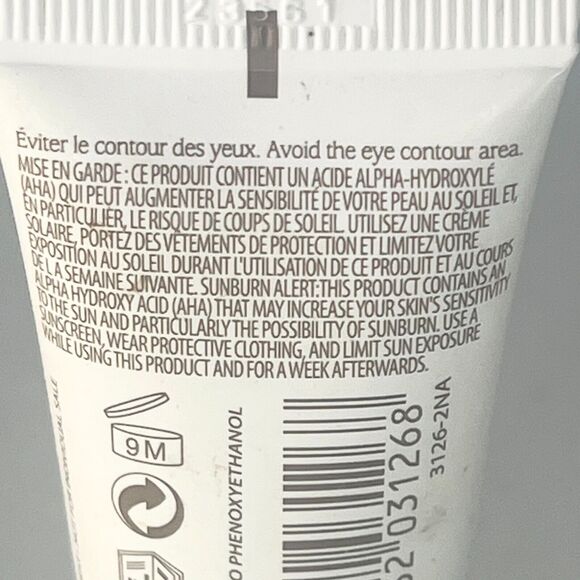 23561
Éviter le contour des yeux. Avoid the eye contour area.
MISE EN GARDE : CE PRODUIT CONTIENT UN ACIDE ALPHA-HYDROXYLÉ
(AHA) QUI PEUT AUGMENTER LA SENSIBILITÉ DE VOTRE PEAU AU SOLEIL ET,
EN PARTICULIER, LE RISQUE DE COUPS DE SOLEIL. UTILISEZ UNE CRÈME
SOLAIRE, PORTEZ DES VÊTEMENTS DE PROTECTION ET LIMITEZ VOTRE
EXPOSITION AU SOLEIL DURANT L'UTILISATION DE CE PRODUIT ET AU COURS
DE LA SEMAINE SUIVANTE. SUNBURN ALERT:THIS PRODUCT CONTAINS AN
ALPHA HYDROXY ACID (AHA) THAT MAY INCREASE YOUR SKIN'S SENSITIVITY
TO THE SUN AND PARTICULARLY THE POSSIBILITY OF SUNBURN. USE A
SUNSCREEN, WEAR PROTECTIVE CLOTHING, AND LIMIT SUN EXPOSURE
WHILE USING THIS PRODUCT AND FOR A WEEK AFTERWARDS.
FOR INDIVIDUAL SALE
9M
PHENOXYETHANOL
2 031268
3126-2NA